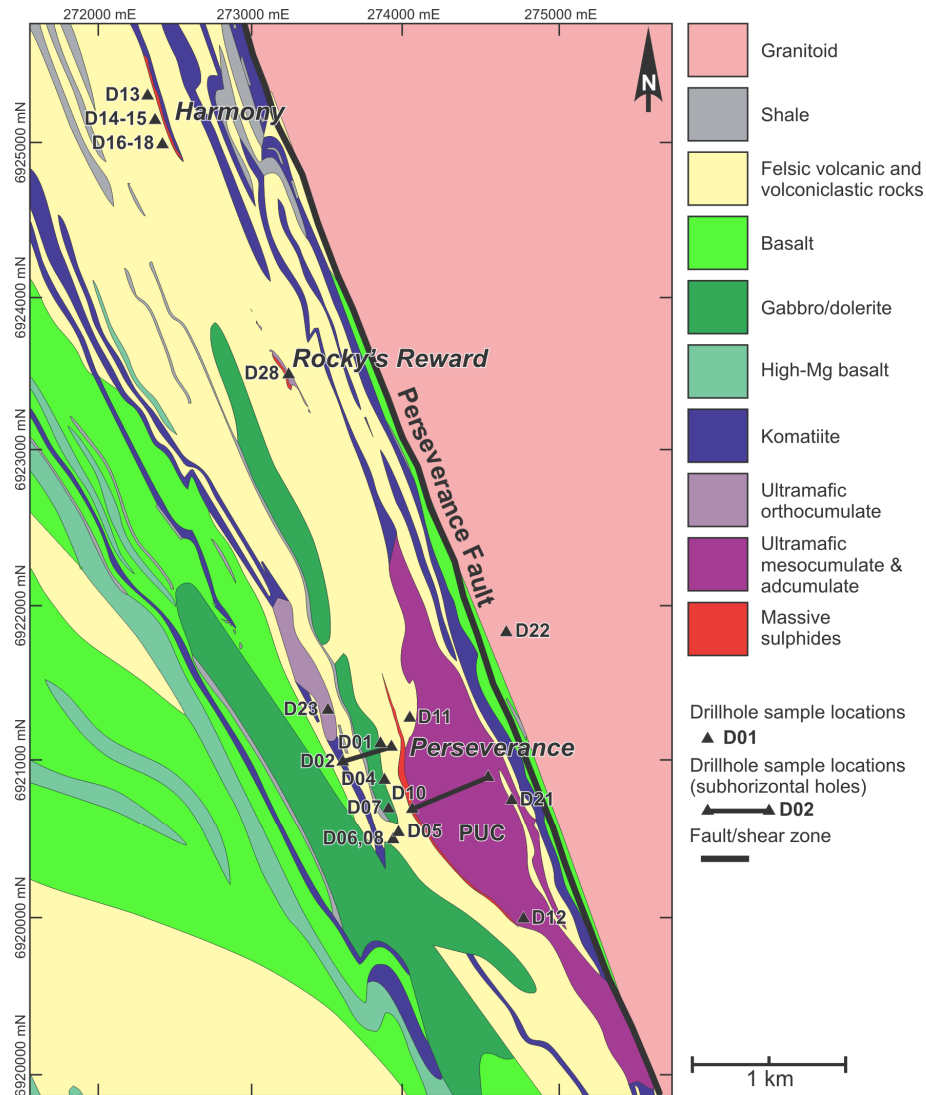 272000 mE
273000 mE
274000 mE
275000 mE
6925000 mN
6924000 mN
6923000 mN
6922000 mN
6921000 mN
6920000 mN
6920000 mN
N
D13
D14-15
D16-18
Harmony
D28
Rocky's Reward
Perseverance Fault
D22
D23
D11
D01
Perseverance
D02
D04
D10
D07
D21
D05
D06,08
PUC
D12
Granitoid
Shale
Felsic volcanic and
volconiclastic rocks
Basalt
Gabbro/dolerite
High-Mg basalt
Komatiite
Ultramafic
orthocumulate
Ultramafic
mesocumulate &
adcumulate
Massive
sulphides
Drillhole sample locations
D01
Drillhole sample locations
(subhorizontal holes)
D02
Fault/shear zone
1 km